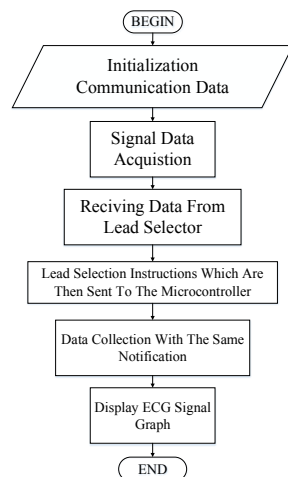 BEGIN
Initialization
Communication Data
Signal Data
Acquistion
Reciving Data From
Lead Selector
Lead Selection Instructions Which Are
Then Sent To The Microcontroller
Data Collection With The Same
Notification
Display ECG Signal
Graph
END